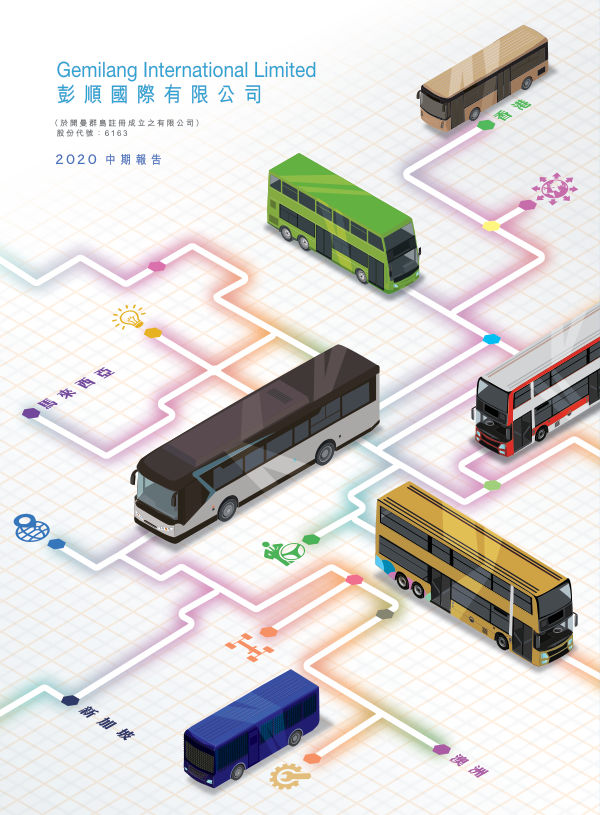 Gemilang International Limited
彭順國際有限公司
（於開曼群島註冊成立之有限公司）
股份代號：6163
2020 中期報告
香港
馬來西亞
新加坡
澳洲